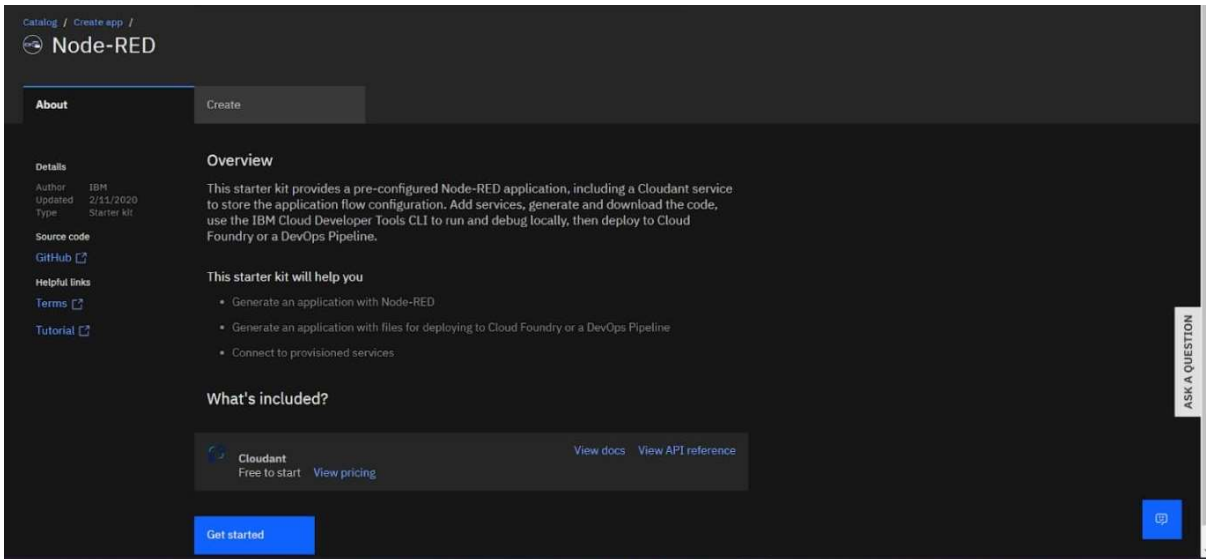 Catalog / Create app /
Node-RED
About
Create
Details
Author IBM
Updated 2/11/2020
Type Starter kit
Source code
GitHub
Helpful links
Terms
Tutorial
Overview
This starter kit provides a pre-configured Node-RED application, including a Cloudant service
to store the application flow configuration. Add services, generate and download the code,
use the IBM Cloud Developer Tools CLI to run and debug locally, then deploy to Cloud
Foundry or a DevOps Pipeline.
This starter kit will help you
• Generate an application with Node-RED
• Generate an application with files for deploying to Cloud Foundry or a DevOps Pipeline
• Connect to provisioned services
What's included?
Cloudant
Free to start View pricing
View docs View API reference
Get started
ASK A QUESTION